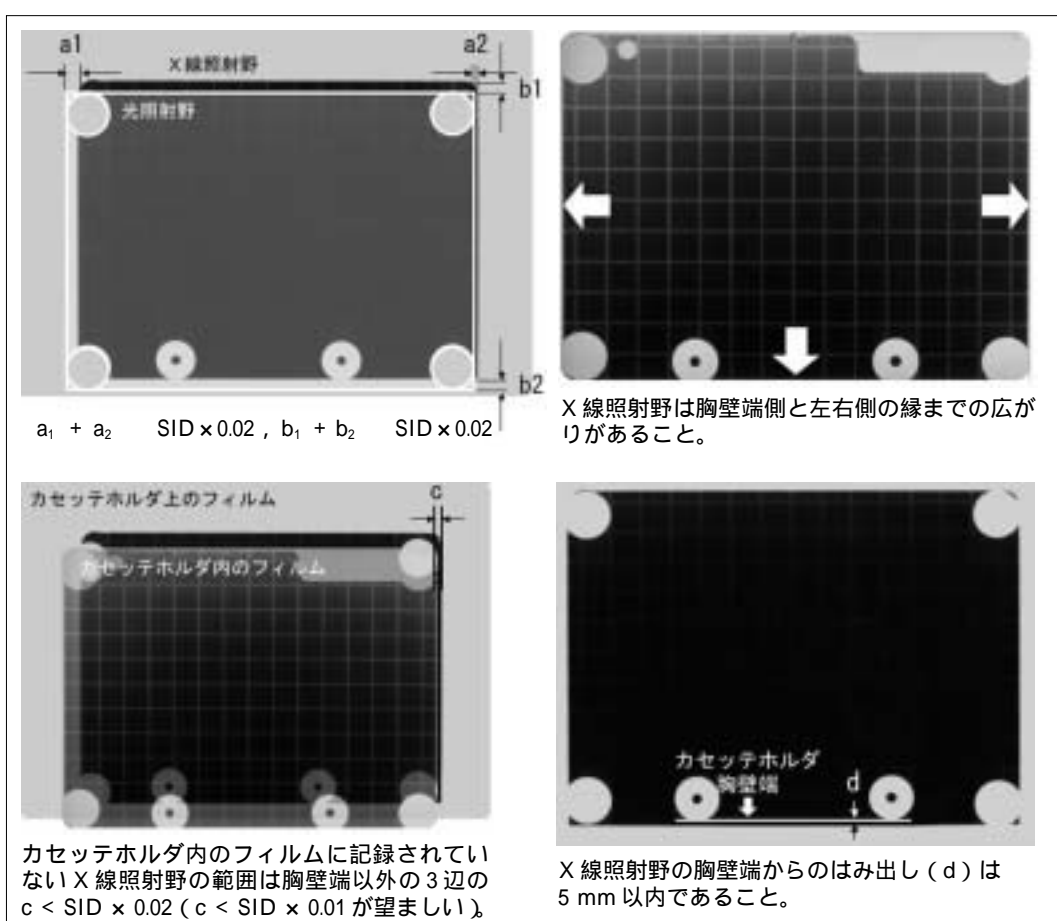 a1
a2
X線照射野
b1
光照射野
b2
a₁ + a₂ SID × 0.02 , b₁ + b₂ SID × 0.02
X 線照射野は胸壁端側と左右側の縁までの広が
りがあること。
カセッテホルダ上のフィルム
c
カセッテホルダ内のフィルム
カセッテホルダ内のフィルムに記録されてい
ない X 線照射野の範囲は胸壁端以外の 3 辺の
c < SID × 0.02 ( c < SID × 0.01 が望ましい )。
カセッテホルダ
胸壁端
d
X 線照射野の胸壁端からのはみ出し ( d ) は
5 mm 以内であること。